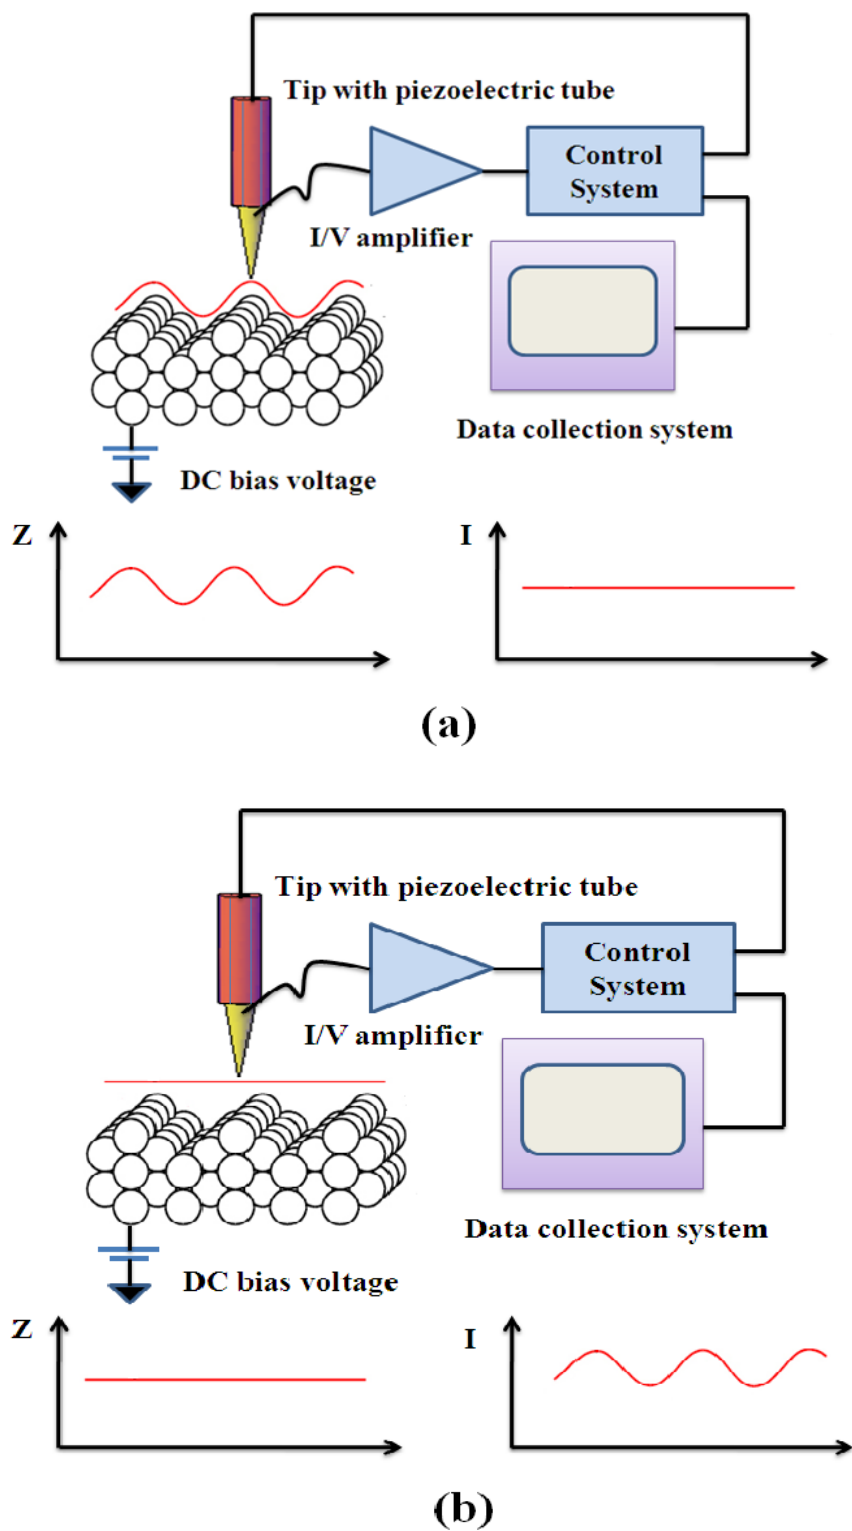 Tip with piezoelectric tube
Control
System
I/V amplifier
Data collection system
DC bias voltage
Z
I
(a)
Tip with piezoelectric tube
Control
System
I/V amplifier
Data collection system
DC bias voltage
Z
I
(b)